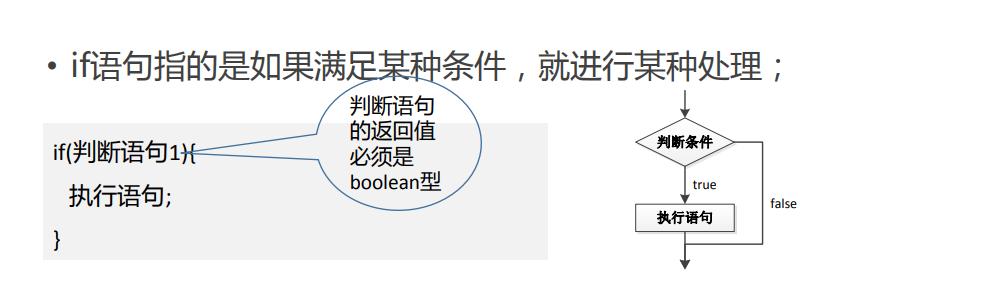 • if语句指的是如果满足某种条件，就进行某种处理；
if(判断语句1){
执行语句;
}
判断语句
的返回值
必须是
boolean型
判断条件
true
false
执行语句